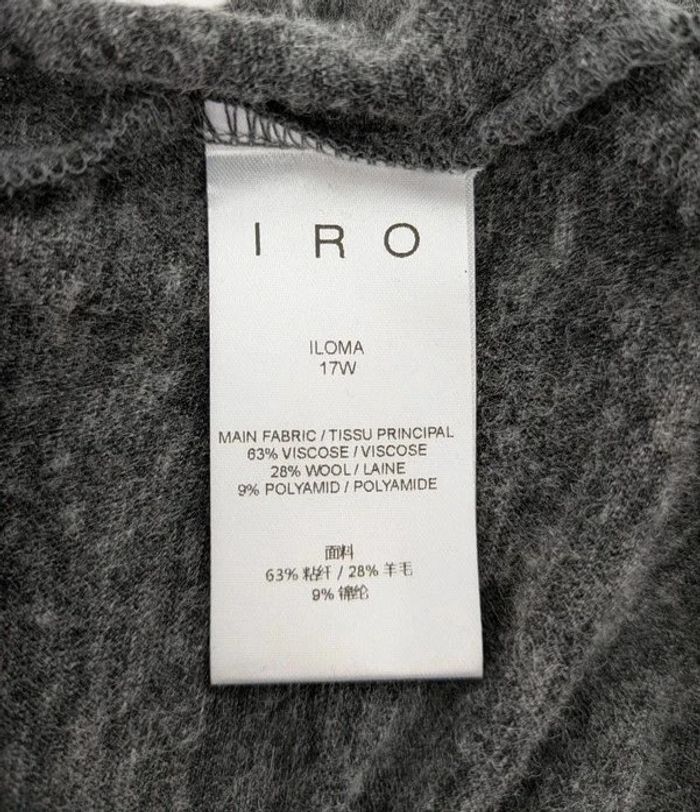 IRO
ILOMA
17W
MAIN FABRIC / TISSU PRINCIPAL
63% VISCOSE / VISCOSE
28% WOOL / LAINE
9% POLYAMID / POLYAMIDE
面料
63% 粘纤 / 28% 羊毛
9% 锦纶